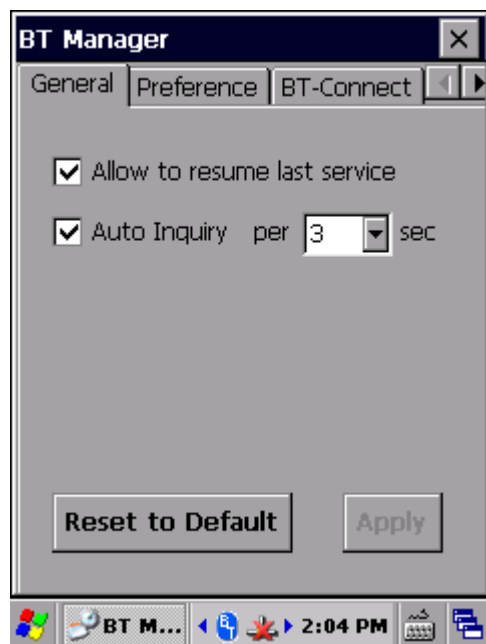 BT Manager
General Preference BT-Connect
Allow to resume last service
Auto Inquiry per 3 sec
Reset to Default Apply
BT M... 2:04 PM